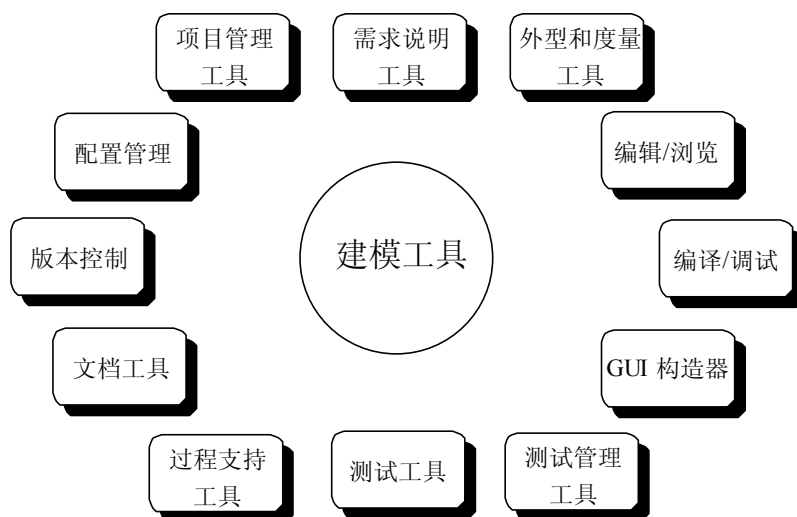 项目管理
工具
需求说明
工具
外型和度量
工具
配置管理
编辑/浏览
版本控制
建模工具
编译/调试
文档工具
GUI 构造器
过程支持
工具
测试工具
测试管理
工具